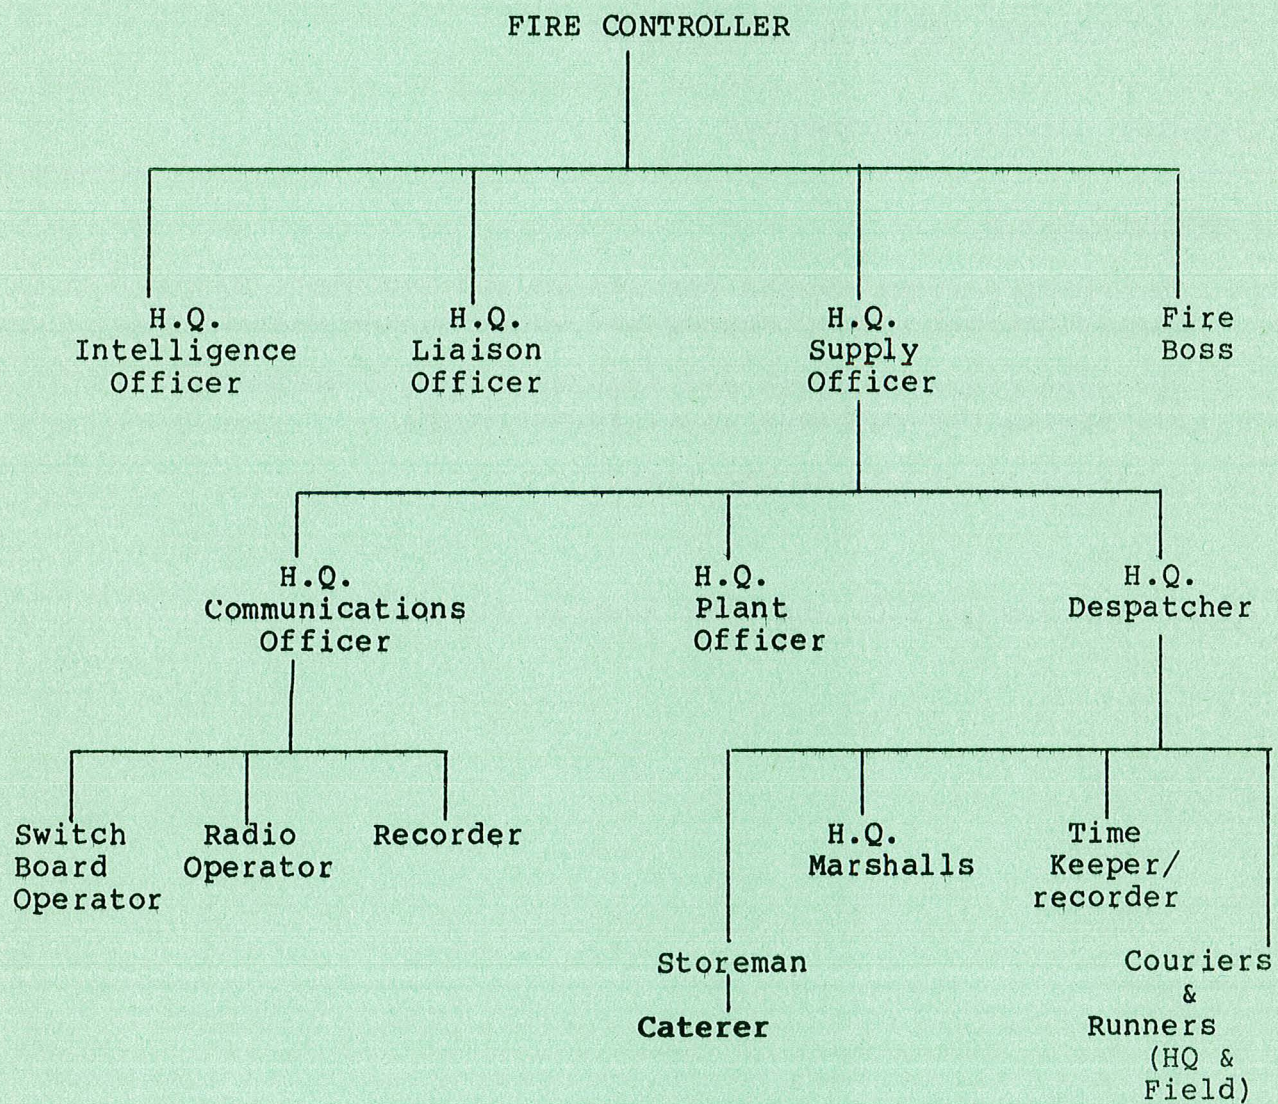 FIRE CONTROLLER
H.Q.
Intelligence
Officer
H.Q.
Liaison
Officer
H.Q.
Supply
Officer
Fire
Boss
H.Q.
Communications
Officer
H.Q.
Plant
Officer
H.Q.
Despatcher
Switch
Board
Operator
Radio
Operator
Recorder
H.Q.
Marshalls
Time
Keeper/
recorder
Storeman
Caterer
Couriers
&
Runners
(HQ &
Field)